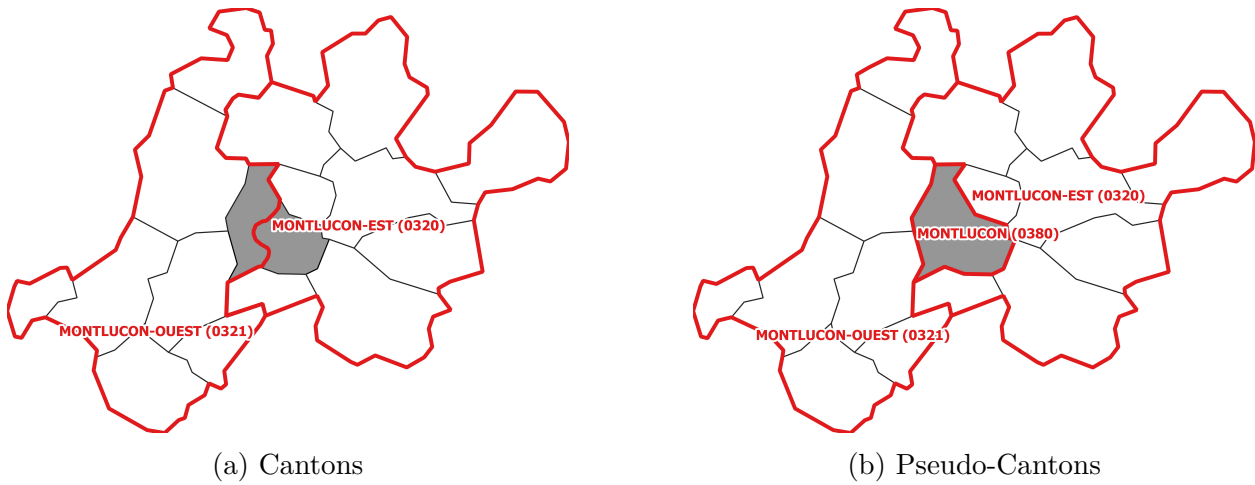 MONTLUCON-EST (0320)
MONTLUCON-OUEST (0321)
(a) Cantons
MONTLUCON-EST (0320)
MONTLUCON (0380)
MONTLUCON-OUEST (0321)
(b) Pseudo-Cantons